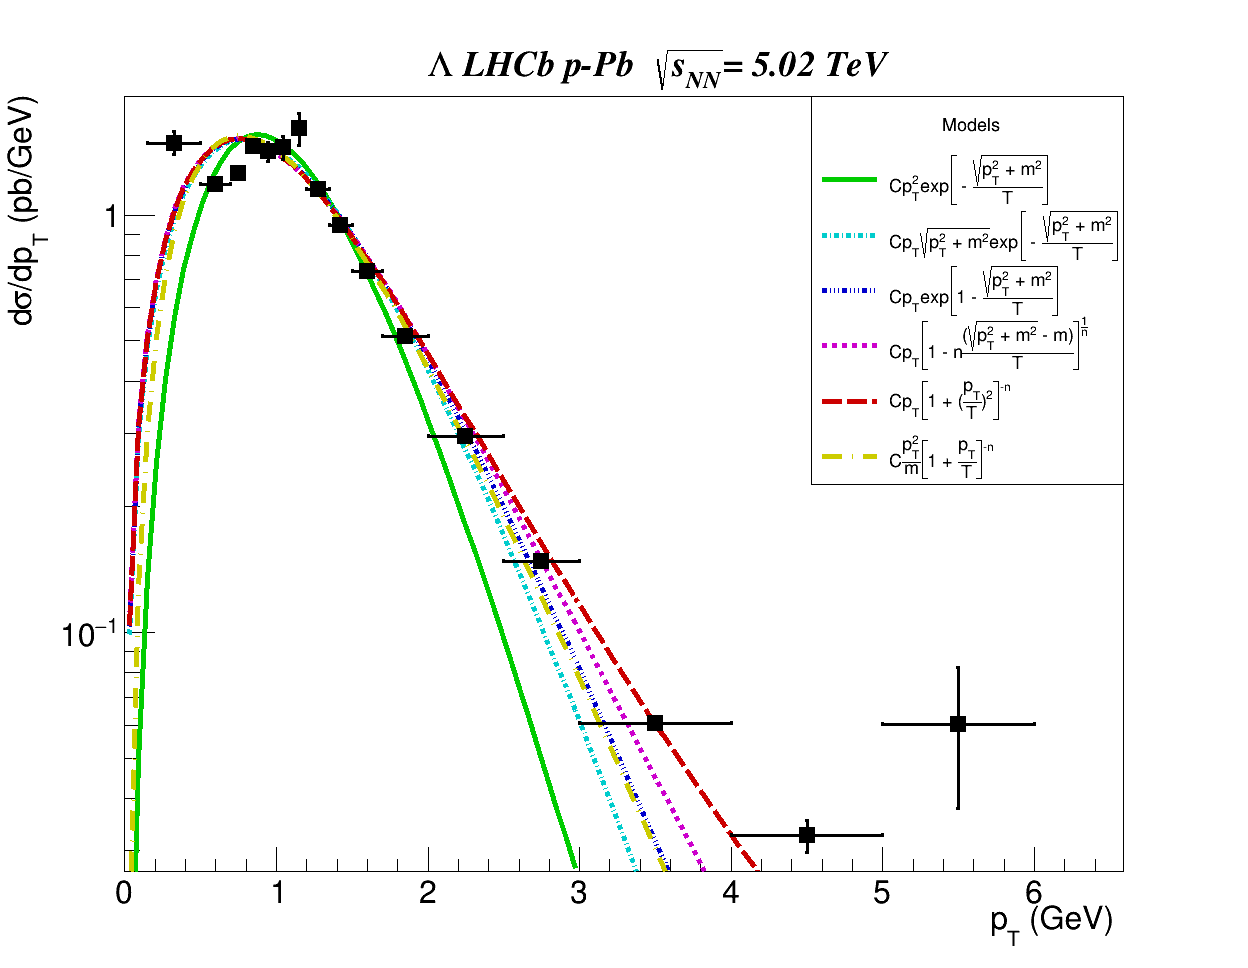 Λ LHCb p-Pb √s_NN = 5.02 TeV
dσ/dp_T (pb/GeV)
1
10^−1
0 1 2 3 4 5 6
p_T (GeV)
Models
Cp_T^2exp[ - √(p_T^2 + m^2) / T ]
Cp_T√(p_T^2 + m^2)exp[ - √(p_T^2 + m^2) / T ]
Cp_Texp[1 - √(p_T^2 + m^2) / T ]
Cp_T[1 - n(√(p_T^2 + m^2) - m) / T ]^(1/n)
Cp_T[1 + (p_T/T)^2]^-n
C p_T^2/m [1 + p_T/T]^-n